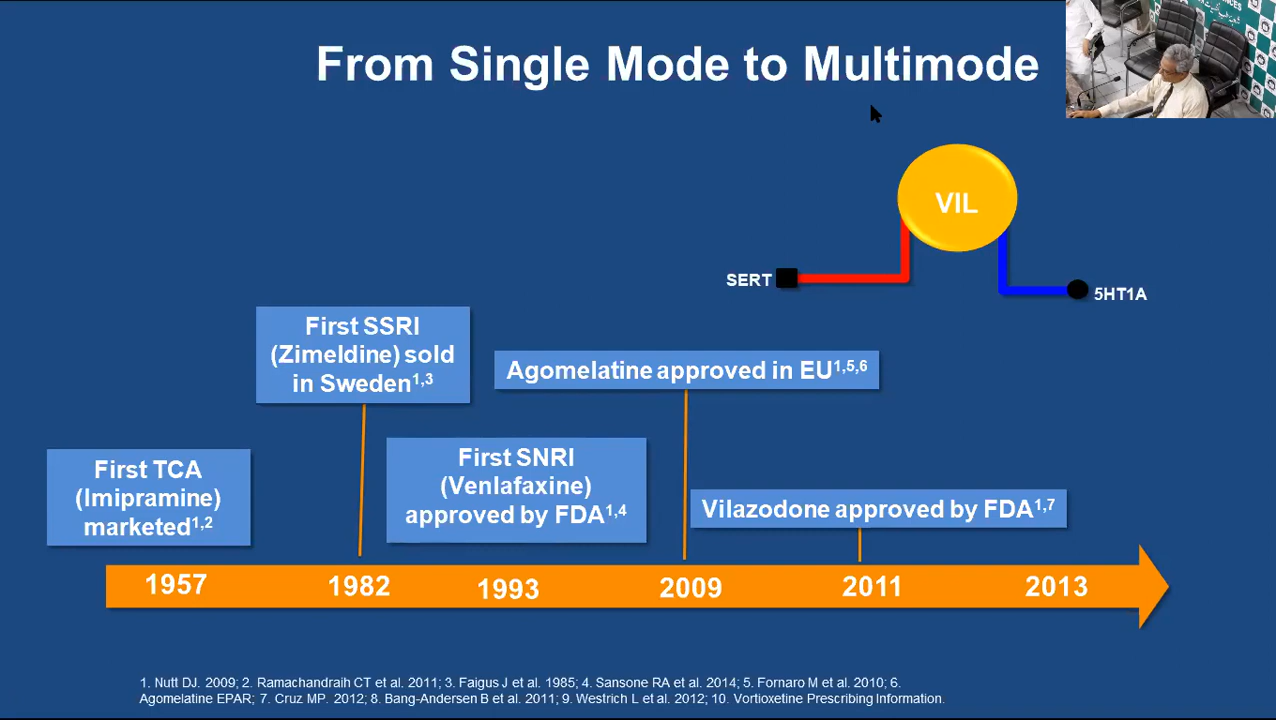 From Single Mode to Multimode
VIL
SERT
5HT1A
First SSRI
(Zimeldine) sold
in Sweden1,3
Agomelatine approved in EU1,5,6
First TCA
(Imipramine)
marketed1,2
First SNRI
(Venlafaxine)
approved by FDA1,4
Vilazodone approved by FDA1,7
1957
1982
1993
2009
2011
2013
1. Nutt DJ. 2009; 2. Ramachandraih CT et al. 2011; 3. Faigus J et al. 1985; 4. Sansone RA et al. 2014; 5. Fornaro M et al. 2010; 6.
Agomelatine EPAR; 7. Cruz MP. 2012; 8. Bang-Andersen B et al. 2011; 9. Westrich L et al. 2012; 10. Vortioxetine Prescribing Information.